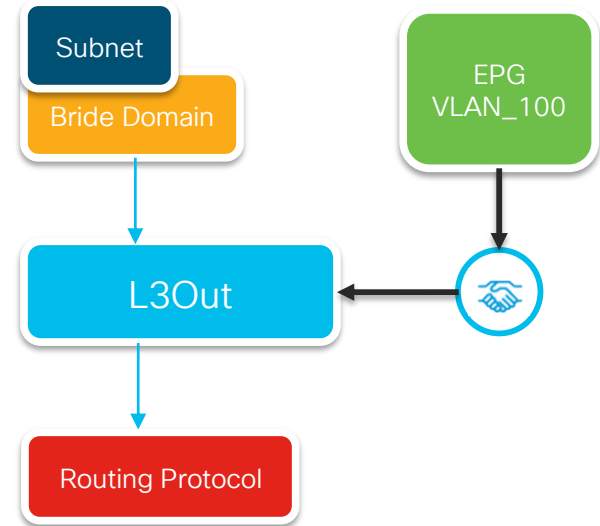 Subnet
Bride Domain
EPG
VLAN_100
L3Out
Routing Protocol